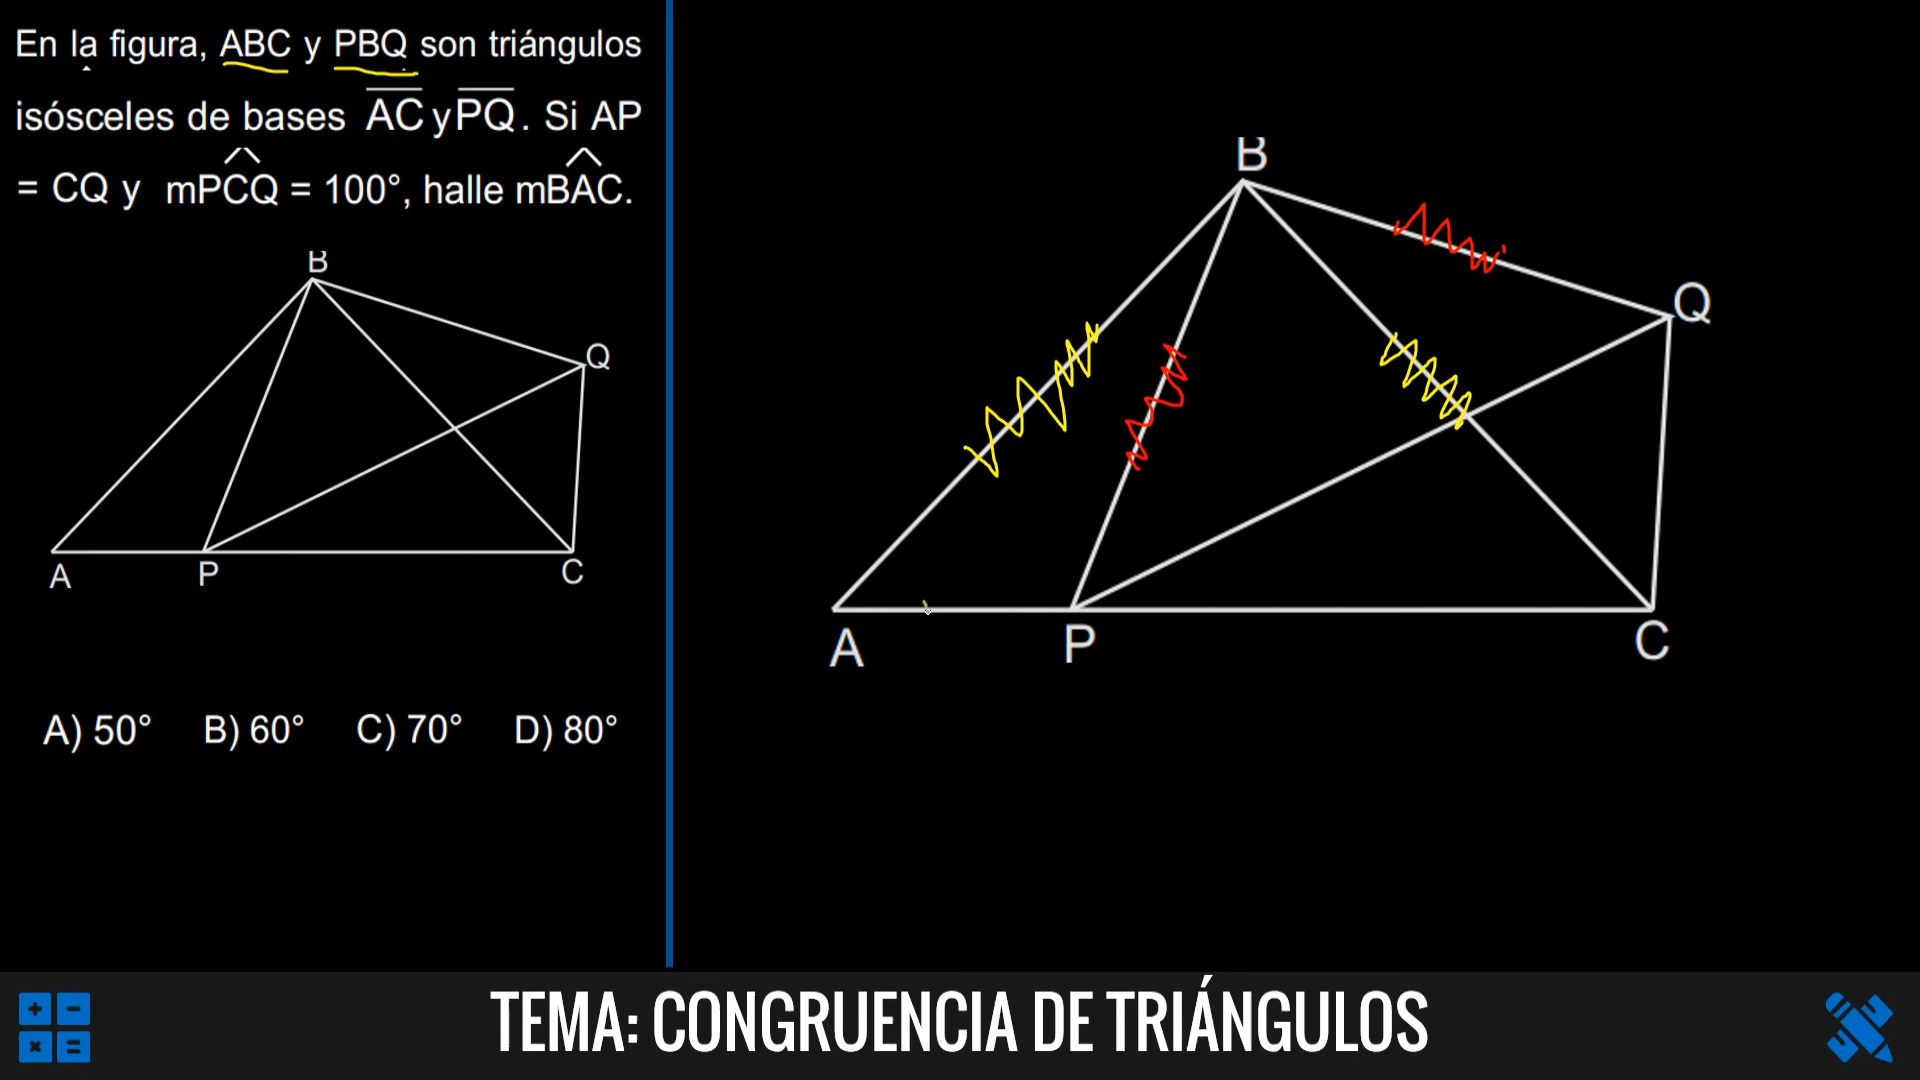 En la figura, ABC y PBQ son triángulos
isósceles de bases AC y PQ. Si AP
= CQ y mPCQ = 100°, halle mBAC.
B
Q
A
P
C
A) 50° B) 60° C) 70° D) 80°
B
Q
A
P
C
TEMA: CONGRUENCIA DE TRIÁNGULOS